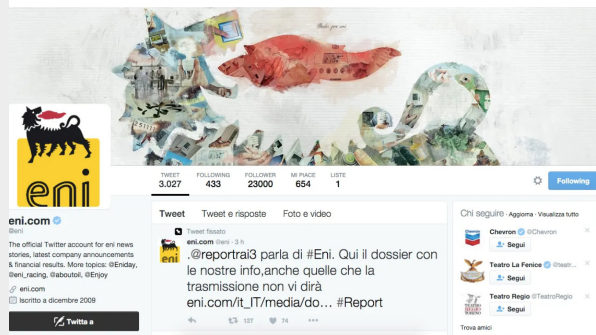 eni
TWEET FOLLOWING FOLLOWER MI PIACE LISTE
3.027 433 23000 654 1
Following
eni.com
@eni
The official Twitter account for eni news
stories, latest company announcements
& financial results. More topics: @Eniday,
@eni_racing, @aboutoil, @Enjoy
eni.com
Iscritto a dicembre 2009
Twitta a
Tweet Tweet e risposte Foto e video
Tweet fissato
eni.com @eni · 3 h
.@reportrai3 parla di #Eni. Qui il dossier con
le nostre info,anche quelle che la
trasmissione non vi dirà
eni.com/it_IT/media/do... #Report
127 74
Chi seguire · Aggiorna · Visualizza tutto
Chevron @Chevron
Segui
Teatro La Fenice @teatr...
Segui
Teatro Regio @TeatroRegio
Segui
Trova amici